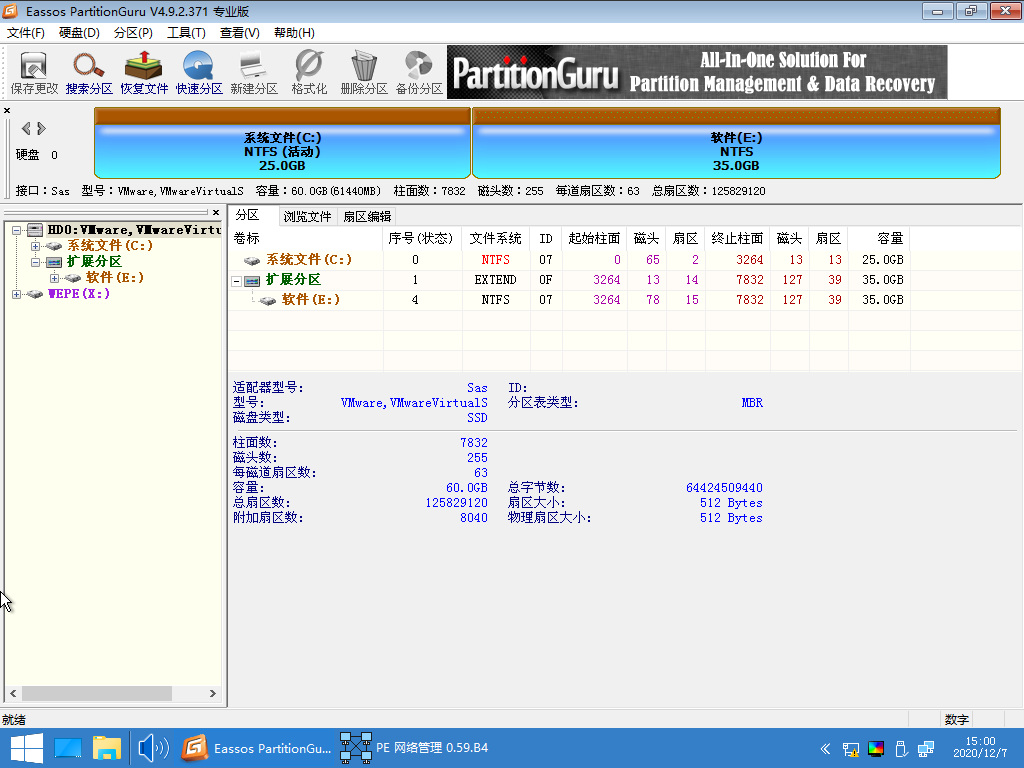 Eassos PartitionGuru V4.9.2.371 专业版
文件(F) 硬盘(D) 分区(P) 工具(T) 查看(V) 帮助(H)
保存更改 搜索分区 恢复文件 快速分区 新建分区 格式化 删除分区 备份分区
PartitionGuru
All-In-One Solution For
Partition Management & Data Recovery
硬盘 0
系统文件(C:)
NTFS (活动)
25.0GB
软件(E:)
NTFS
35.0GB
接口：Sas 型号：VMware,VMwareVirtualS 容量：60.0GB(61440MB) 柱面数：7832 磁头数：255 每道扇区数：63 总扇区数：125829120
HD0:VMware,VMwareVirtu
系统文件(C:)
扩展分区
软件(E:)
WEPE(X:)
分区 浏览文件 扇区编辑
卷标 序号(状态) 文件系统 ID 起始柱面 磁头 扇区 终止柱面 磁头 扇区 容量
系统文件(C:) 0 NTFS 07 0 65 2 3264 13 13 25.0GB
扩展分区 1 EXTEND 0F 3264 13 14 7832 127 39 35.0GB
软件(E:) 4 NTFS 07 3264 78 15 7832 127 39 35.0GB
适配器型号: Sas ID:
型号: VMware,VMwareVirtualS 分区表类型: MBR
磁盘类型: SSD
柱面数: 7832
磁头数: 255
每磁道扇区数: 63
容量: 60.0GB 总字节数: 64424509440
总扇区数: 125829120 扇区大小: 512 Bytes
附加扇区数: 8040 物理扇区大小: 512 Bytes
就绪 数字
Eassos PartitionGu... PE 网络管理 0.59.B4
15:00
2020/12/7